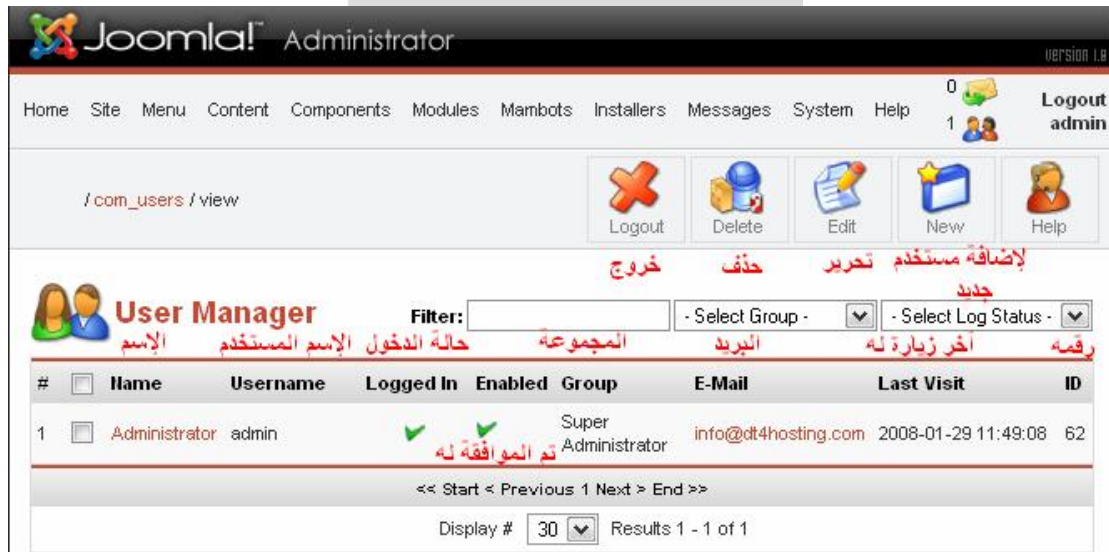 Joomla! Administrator
version 1.0
Home Site Menu Content Components Modules Mambots Installers Messages System Help 0 1 Logout admin
/ com_users / view
Logout Delete Edit New Help
خروج حذف تحرير لإضافة مستخدم جديد
User Manager Filter: - Select Group - - Select Log Status -
الإسم الإسم المستخدم حالة الدخول المجموعة البريد آخر زيارة له رقمه
# Name Username Logged In Enabled Group E-Mail Last Visit ID
1 Administrator admin Super Administrator info@dt4hosting.com 2008-01-29 11:49:08 62
تم الموافقة له
<< Start < Previous 1 Next > End >>
Display # 30 Results 1 - 1 of 1